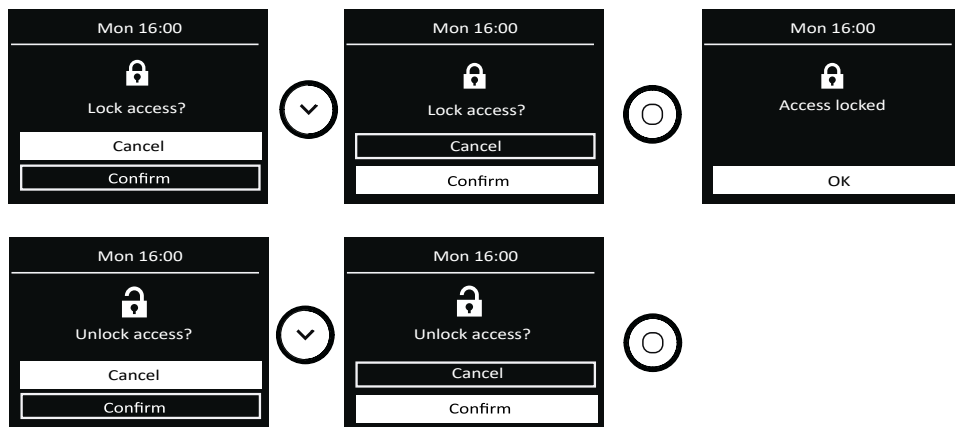 Mon 16:00
Lock access?
Cancel
Confirm
Mon 16:00
Lock access?
Cancel
Confirm
Mon 16:00
Access locked
OK
Mon 16:00
Unlock access?
Cancel
Confirm
Mon 16:00
Unlock access?
Cancel
Confirm